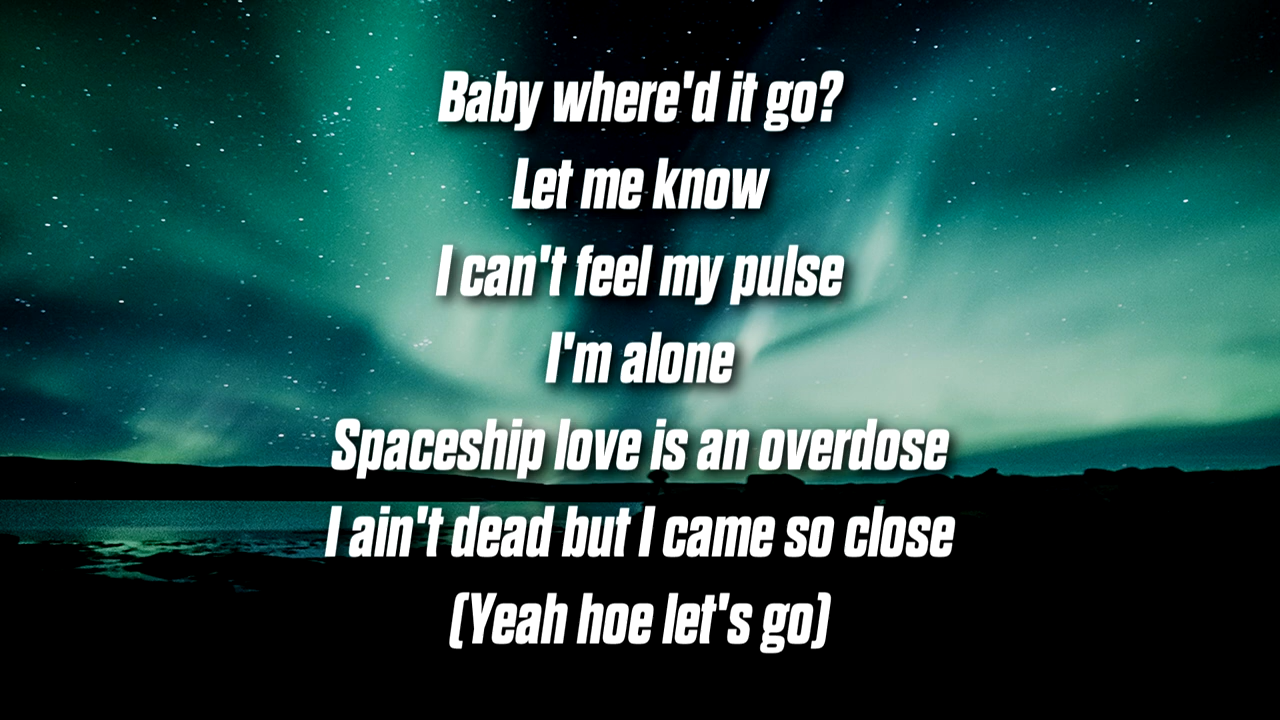 Baby where'd it go?
Let me know
I can't feel my pulse
I'm alone
Spaceship love is an overdose
I ain't dead but I came so close
(Yeah hoe let's go)